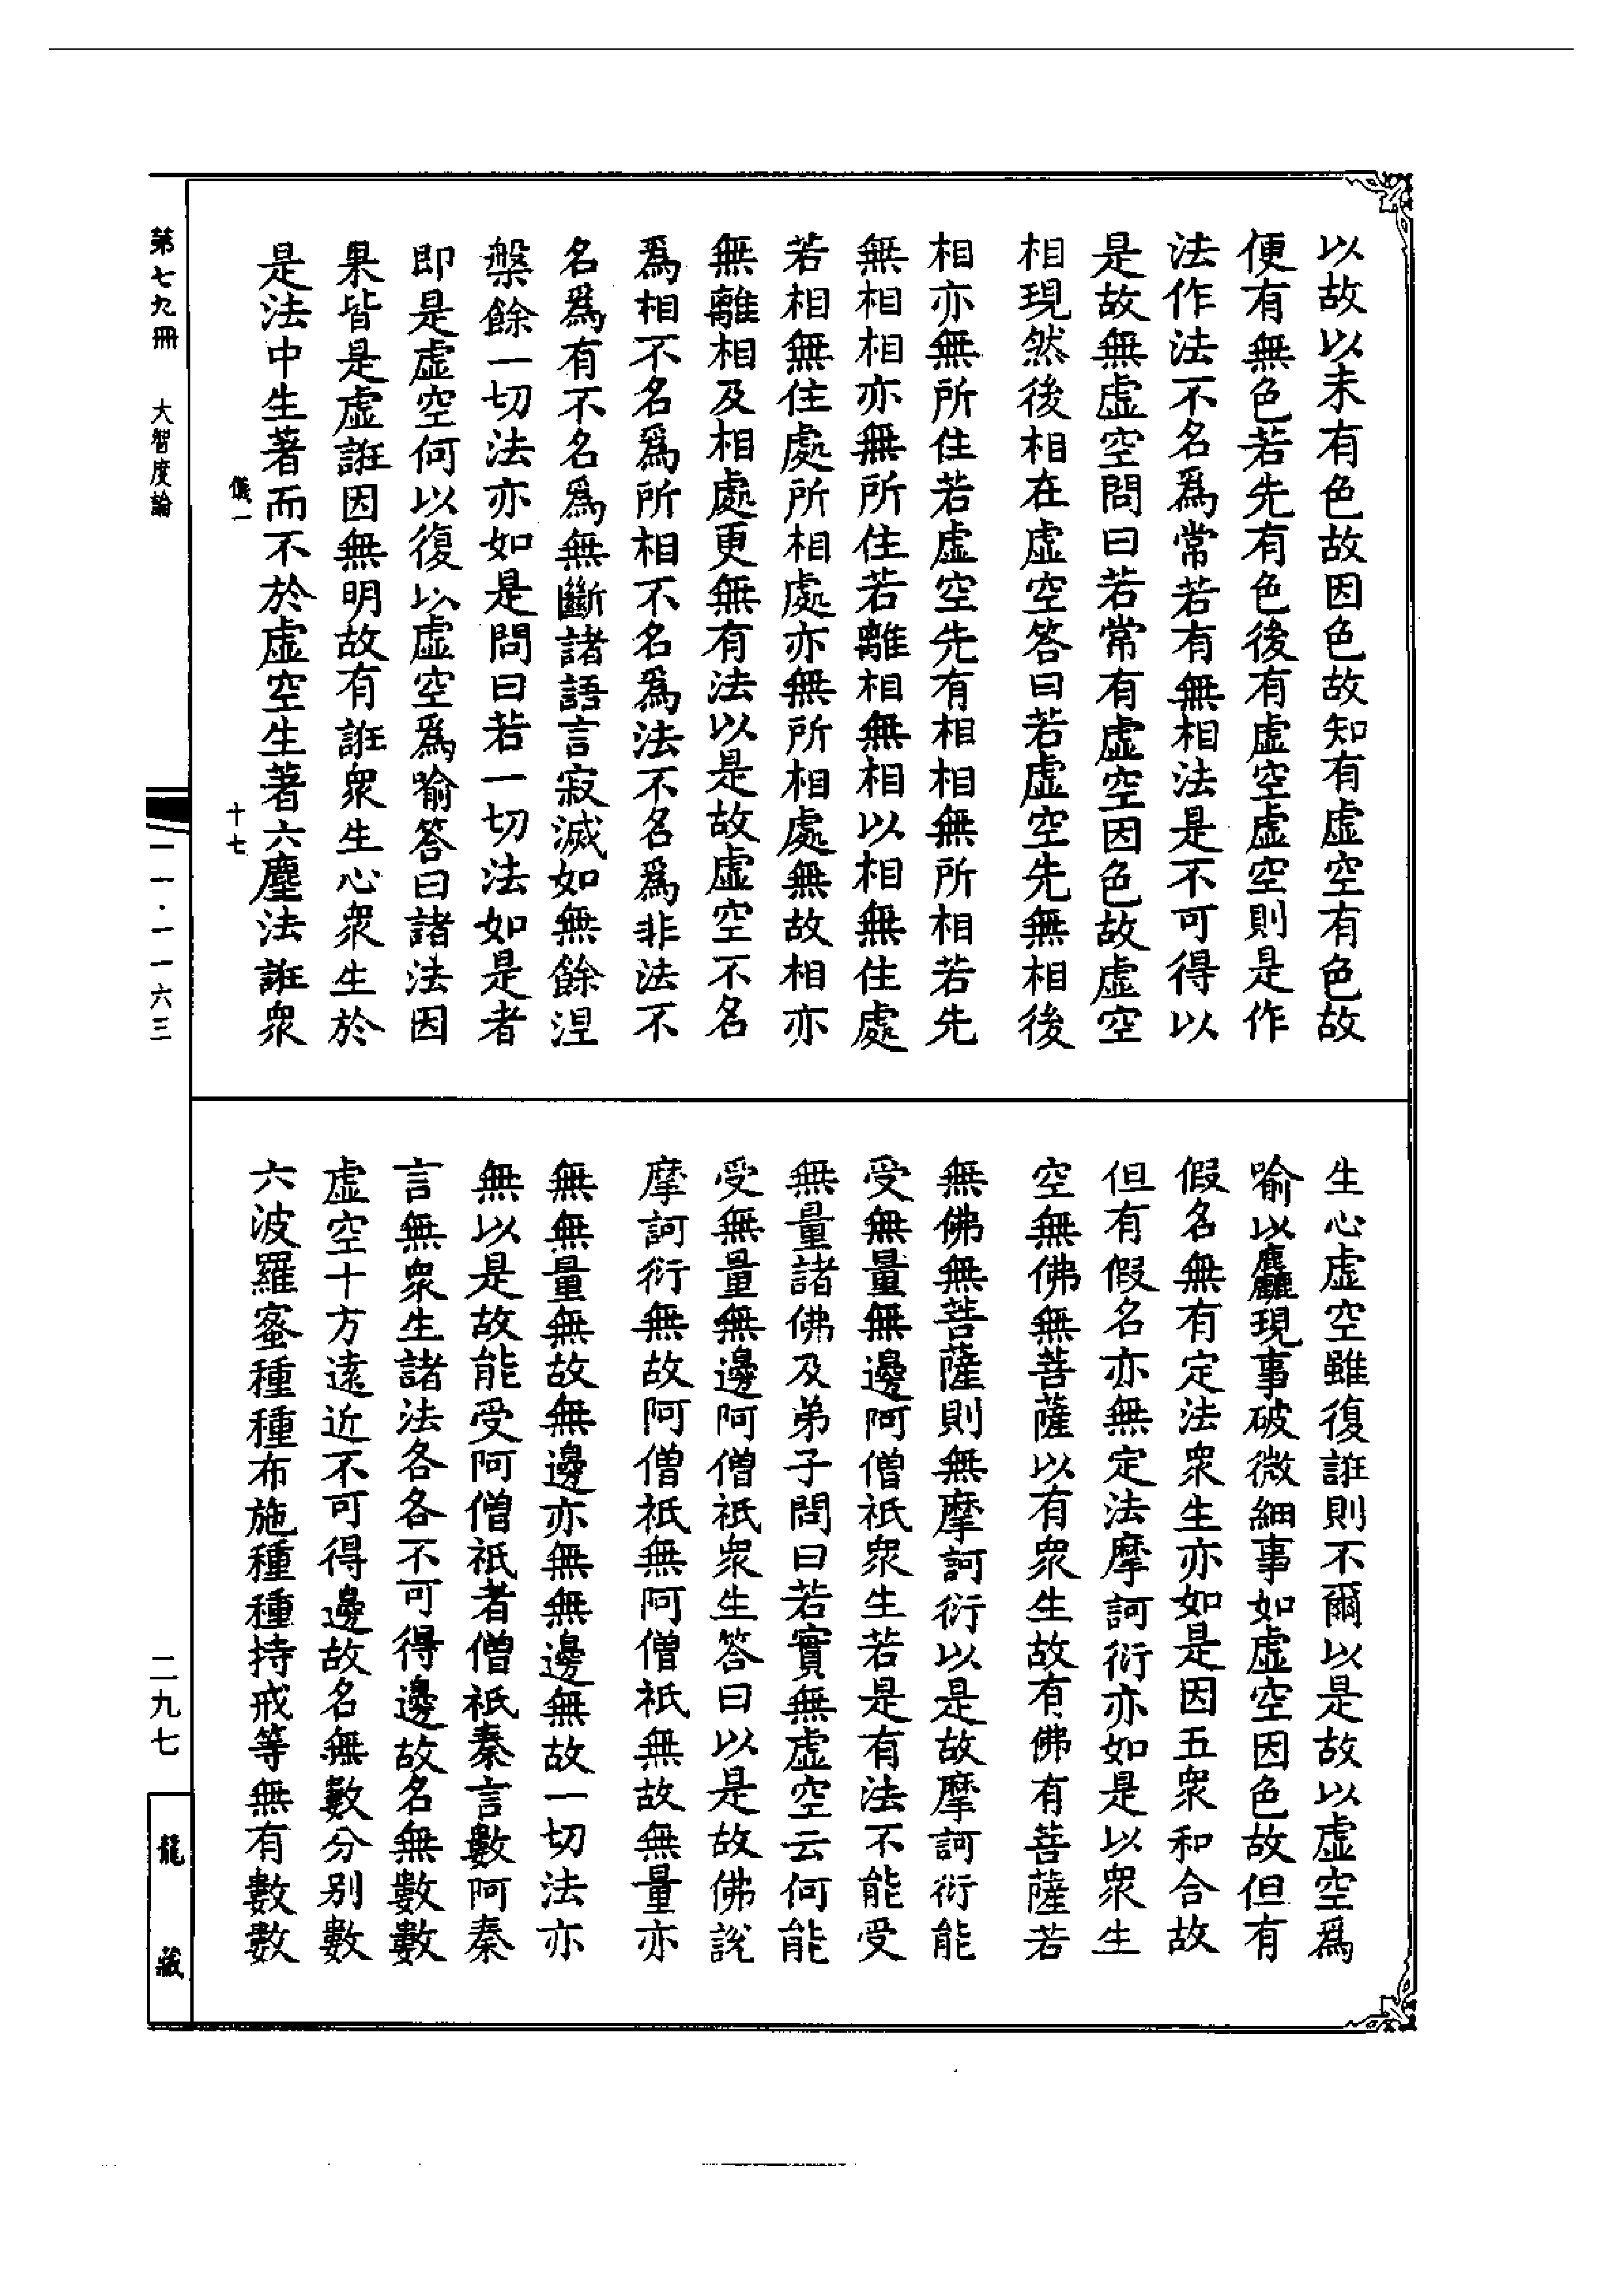 以故以未有色故因色故知有虚空有色故
便有無色若先有色後有虚空虚空則是作
法作法不名爲常若有無相法是不可得以
是故無虚空問曰若常有虚空因色故虚空
相現然後相在虚空答曰若虚空先無相後
相亦無所住若虚空先有相相無所相若先
無相相亦無所住若離相無相以相無住處
若相無住處所相處亦無所相處無故相亦
無離相及相處更無有法以是故虚空不名
爲相不名爲所相不名爲法不名爲非法不
名爲有不名爲無斷諸語言寂滅如無餘涅
槃餘一切法亦如是問曰若一切法如是者
即是虚空何以復以虚空爲喻答曰諸法因
果皆是虚誑因無明故有誑衆生心衆生於
是法中生著而不於虚空生著六塵法誑衆
儀一
十七
生心虚空雖復誑則不爾以是故以虚空爲
喻以麤現事破微細事如虚空因色故但有
假名無有定法衆生亦如是因五衆和合故
但有假名亦無定法摩訶衍亦如是以衆生
空無佛無菩薩以有衆生故有佛有菩薩若
無佛無菩薩則無摩訶衍以是故摩訶衍能
受無量無邊阿僧祇衆生若是有法不能受
無量諸佛及弟子問曰若實無虚空云何能
受無量無邊阿僧祇衆生答曰以是故佛說
摩訶衍無故阿僧祇無阿僧祇無故無量亦
無無量無故無邊亦無無邊無故一切法亦
無以是故能受阿僧祇者僧祇秦言數阿秦
言無衆生諸法各各不可得邊故名無數數
虚空十方遠近不可得邊故名無數分別數
六波羅蜜種種布施種種持戒等無有數數
第七九冊
大智度論
一一·一一六三
二九七
龍藏